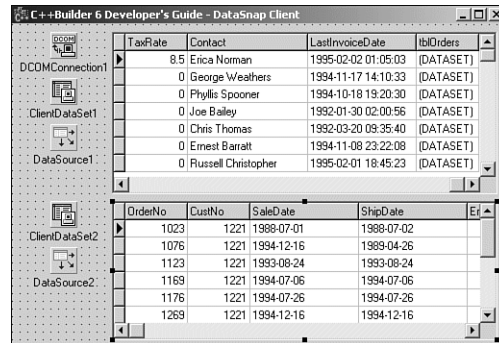 C++Builder 6 Developer's Guide - DataSnap Client
DCOM
DCOMConnection1
ClientDataSet1
DataSource1
TaxRate Contact LastInvoiceDate tblOrders
8.5 Erica Norman 1995-02-02 01:05:03 (DATASET)
0 George Weathers 1994-11-17 14:10:33 (DATASET)
0 Phyllis Spooner 1994-10-18 19:20:30 (DATASET)
0 Joe Bailey 1992-01-30 02:00:56 (DATASET)
0 Chris Thomas 1992-03-20 09:35:40 (DATASET)
0 Ernest Barratt 1994-11-08 23:22:08 (DATASET)
0 Russell Christopher 1995-02-01 18:45:23 (DATASET)
ClientDataSet2
DataSource2
OrderNo CustNo SaleDate ShipDate Er
1023 1221 1988-07-01 1988-07-02
1076 1221 1994-12-16 1989-04-26
1123 1221 1993-08-24 1993-08-24
1169 1221 1994-07-06 1994-07-06
1176 1221 1994-07-26 1994-07-26
1269 1221 1994-12-16 1994-12-16